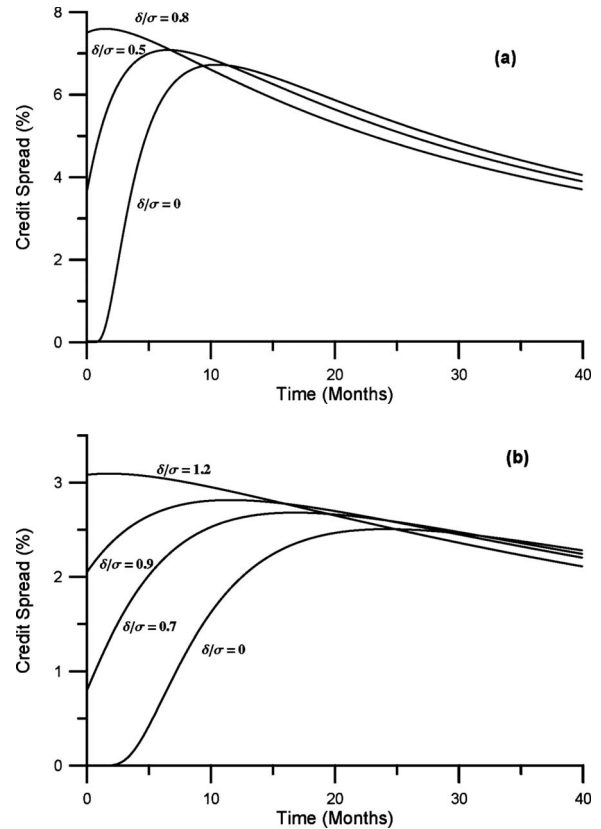 8
6
4
2
0
Credit Spread (%)
δ/σ = 0.8
δ/σ = 0.5
δ/σ = 0
(a)
0 10 20 30 40
Time (Months)
3
2
1
0
Credit Spread (%)
δ/σ = 1.2
δ/σ = 0.9
δ/σ = 0.7
δ/σ = 0
(b)
0 10 20 30 40
Time (Months)